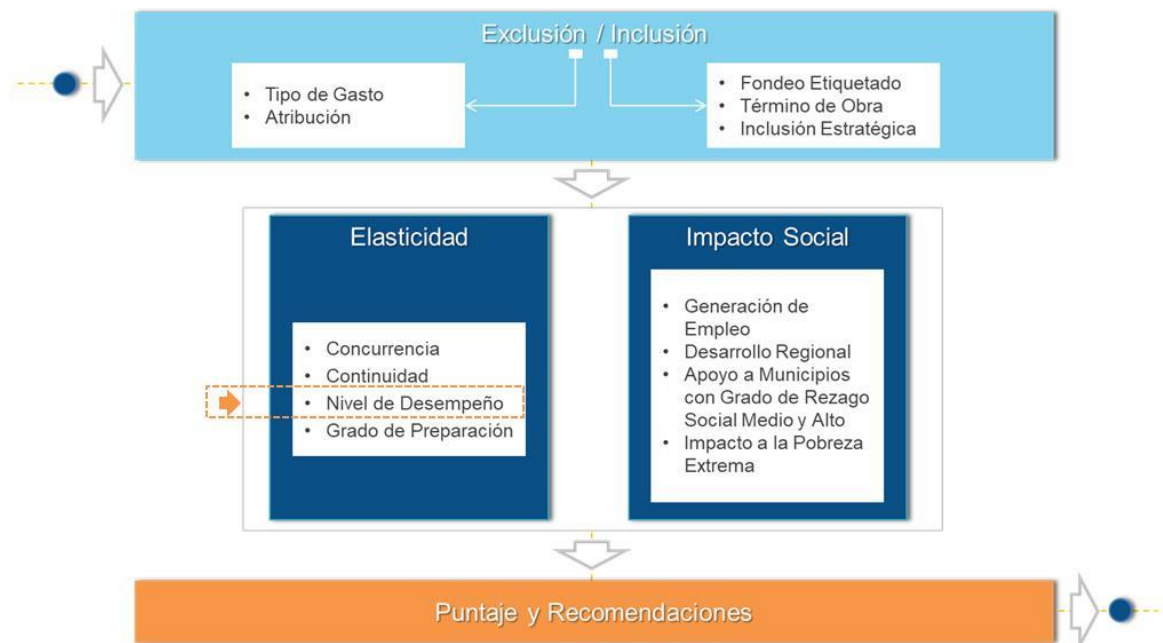 Exclusión / Inclusión
• Tipo de Gasto
• Atribución
• Fondeo Etiquetado
• Término de Obra
• Inclusión Estratégica
Elasticidad
• Concurrencia
• Continuidad
• Nivel de Desempeño
• Grado de Preparación
Impacto Social
• Generación de
Empleo
• Desarrollo Regional
• Apoyo a Municipios
con Grado de Rezago
Social Medio y Alto
• Impacto a la Pobreza
Extrema
Puntaje y Recomendaciones